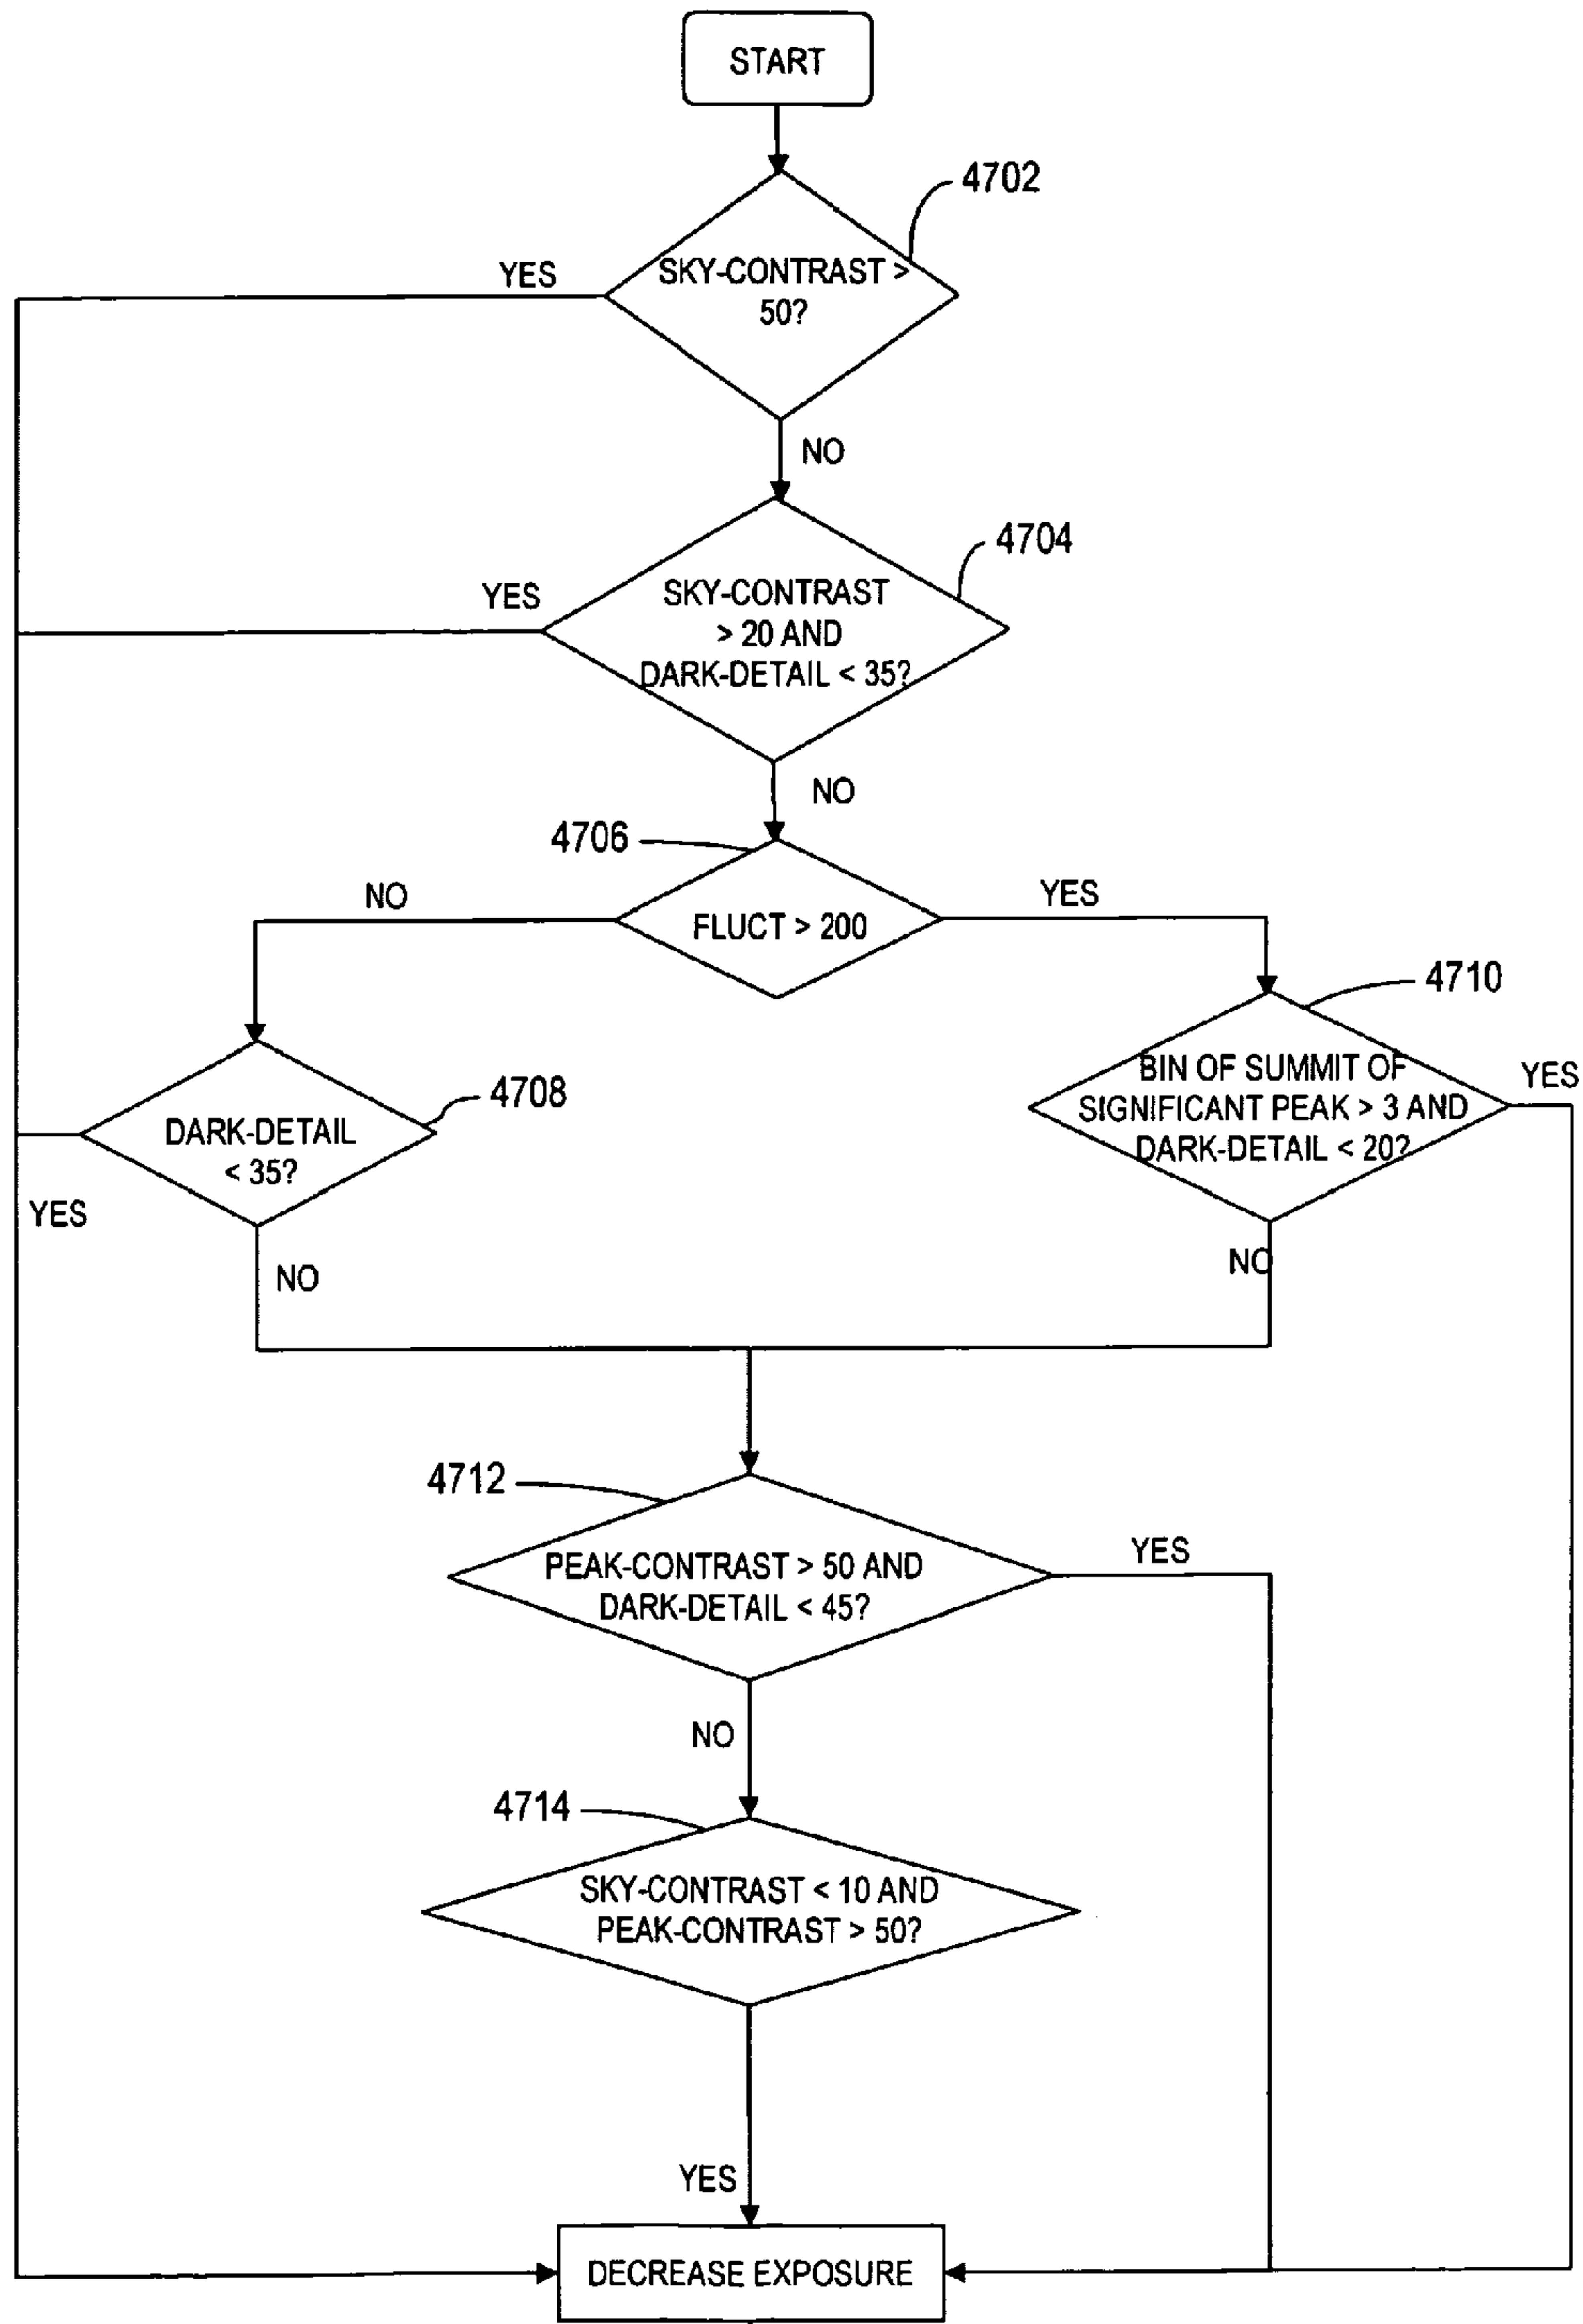 START
4702
YES
SKY-CONTRAST >
50?
NO
4704
YES
SKY-CONTRAST
> 20 AND
DARK-DETAIL < 35?
NO
4706
NO
YES
FLUCT > 200
4710
BIN OF SUMMIT OF
SIGNIFICANT PEAK > 3 AND
DARK-DETAIL < 20?
YES
4708
DARK-DETAIL
< 35?
YES
NO
NO
4712
YES
PEAK-CONTRAST > 50 AND
DARK-DETAIL < 45?
NO
4714
SKY-CONTRAST < 10 AND
PEAK-CONTRAST > 50?
YES
DECREASE EXPOSURE